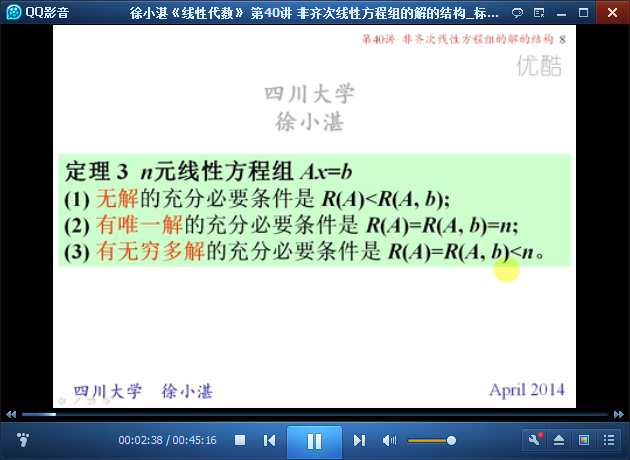 QQ影音
徐小湛《线性代数》 第40讲 非齐次线性方程组的解的结构_标...
第40讲 非齐次线性方程组的解的结构 8
优酷
四川大学
徐小湛
定理 3 n元线性方程组 Ax=b
(1) 无解的充分必要条件是 R(A)<R(A, b);
(2) 有唯一解的充分必要条件是 R(A)=R(A, b)=n;
(3) 有无穷多解的充分必要条件是 R(A)=R(A, b)<n。
四川大学 徐小湛
April 2014
00:02:38 / 00:45:16